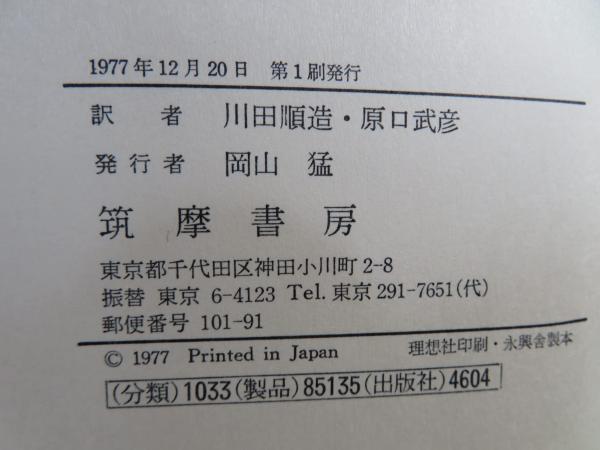 1977年12月20日 第1刷発行
訳者 川田順造・原口武彦
発行者 岡山猛
筑摩書房
東京都千代田区神田小川町2-8
振替 東京 6-4123 Tel. 東京 291-7651(代)
郵便番号 101-91
© 1977 Printed in Japan 理想社印刷・永興舎製本
(分類)1033(製品)85135(出版社)4604